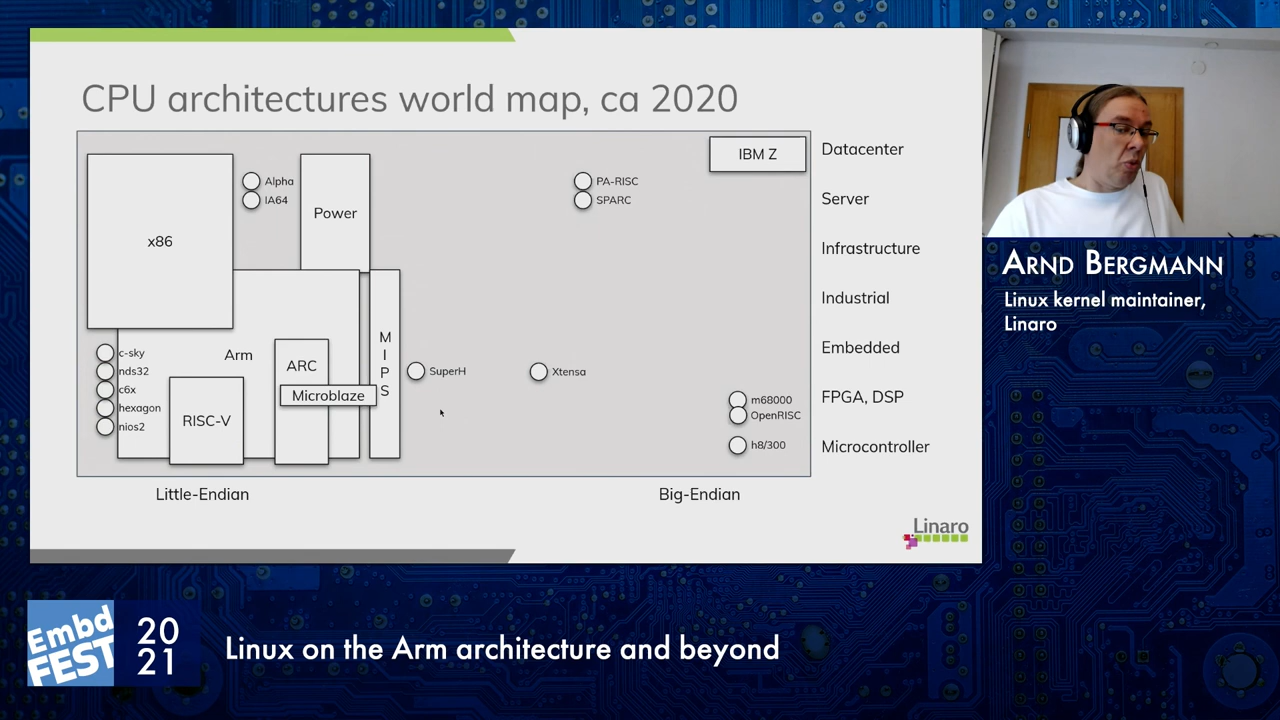 CPU architectures world map, ca 2020
x86
Alpha
IA64
Power
PA-RISC
SPARC
IBM Z
Datacenter
Server
Infrastructure
Industrial
Embedded
FPGA, DSP
Microcontroller
Arm
ARC
Microblaze
RISC-V
MIPS
c-sky
nds32
c6x
hexagon
nios2
SuperH
Xtensa
m68000
OpenRISC
h8/300
Little-Endian
Big-Endian
Linaro
ARND BERGMANN
Linux kernel maintainer,
Linaro
Embd
FEST
20
21
Linux on the Arm architecture and beyond